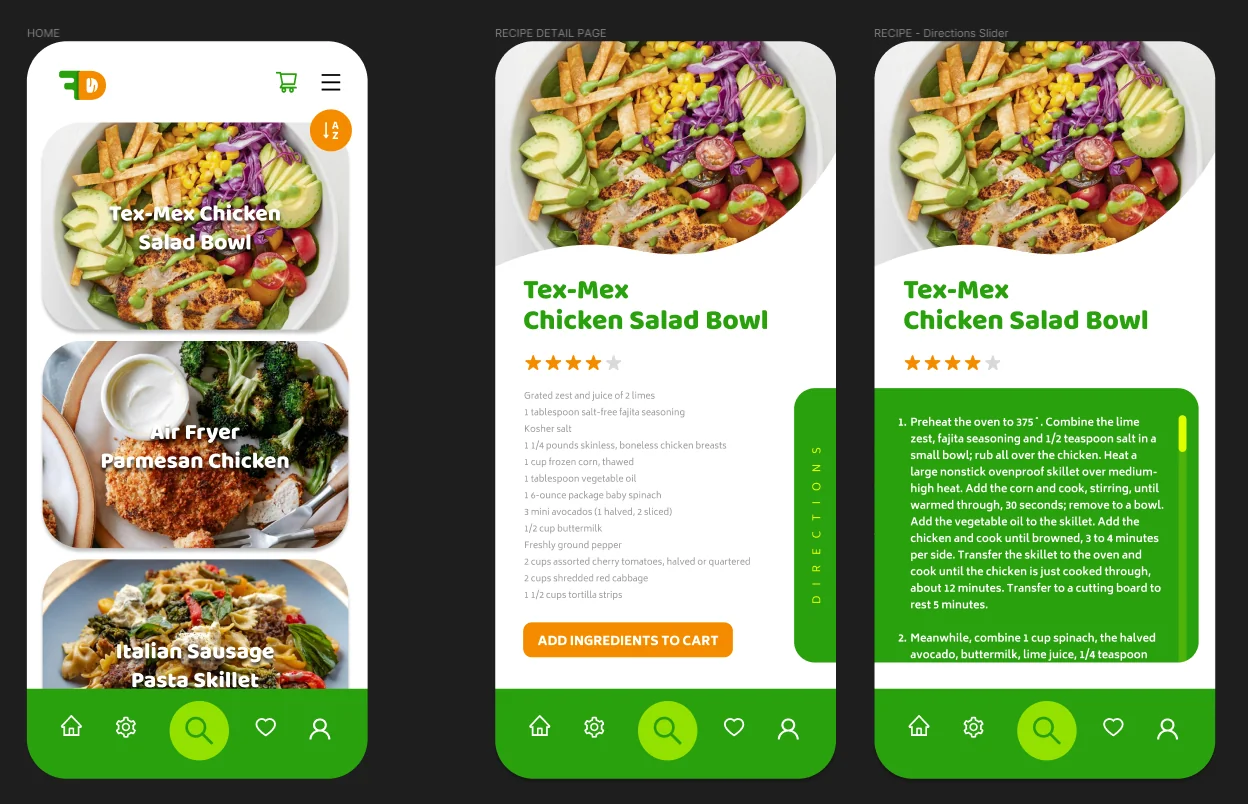 HOME
FD
A
Z
Tex-Mex Chicken
Salad Bowl
Air Fryer
Parmesan Chicken
Italian Sausage
Pasta Skillet
RECIPE DETAIL PAGE
Tex-Mex
Chicken Salad Bowl
Grated zest and juice of 2 limes
1 tablespoon salt-free fajita seasoning
Kosher salt
1 1/4 pounds skinless, boneless chicken breasts
1 cup frozen corn, thawed
1 tablespoon vegetable oil
1 6-ounce package baby spinach
3 mini avocados (1 halved, 2 sliced)
1/2 cup buttermilk
Freshly ground pepper
2 cups assorted cherry tomatoes, halved or quartered
2 cups shredded red cabbage
1 1/2 cups tortilla strips
DIRECTIONS
ADD INGREDIENTS TO CART
RECIPE - Directions Slider
Tex-Mex
Chicken Salad Bowl
1. Preheat the oven to 375˚. Combine the lime
zest, fajita seasoning and 1/2 teaspoon salt in a
small bowl; rub all over the chicken. Heat a
large nonstick ovenproof skillet over medium-
high heat. Add the corn and cook, stirring, until
warmed through, 30 seconds; remove to a bowl.
Add the vegetable oil to the skillet. Add the
chicken and cook until browned, 3 to 4 minutes
per side. Transfer the skillet to the oven and
cook until the chicken is just cooked through,
about 12 minutes. Transfer to a cutting board to
rest 5 minutes.
2. Meanwhile, combine 1 cup spinach, the halved
avocado, buttermilk, lime juice, 1/4 teaspoon